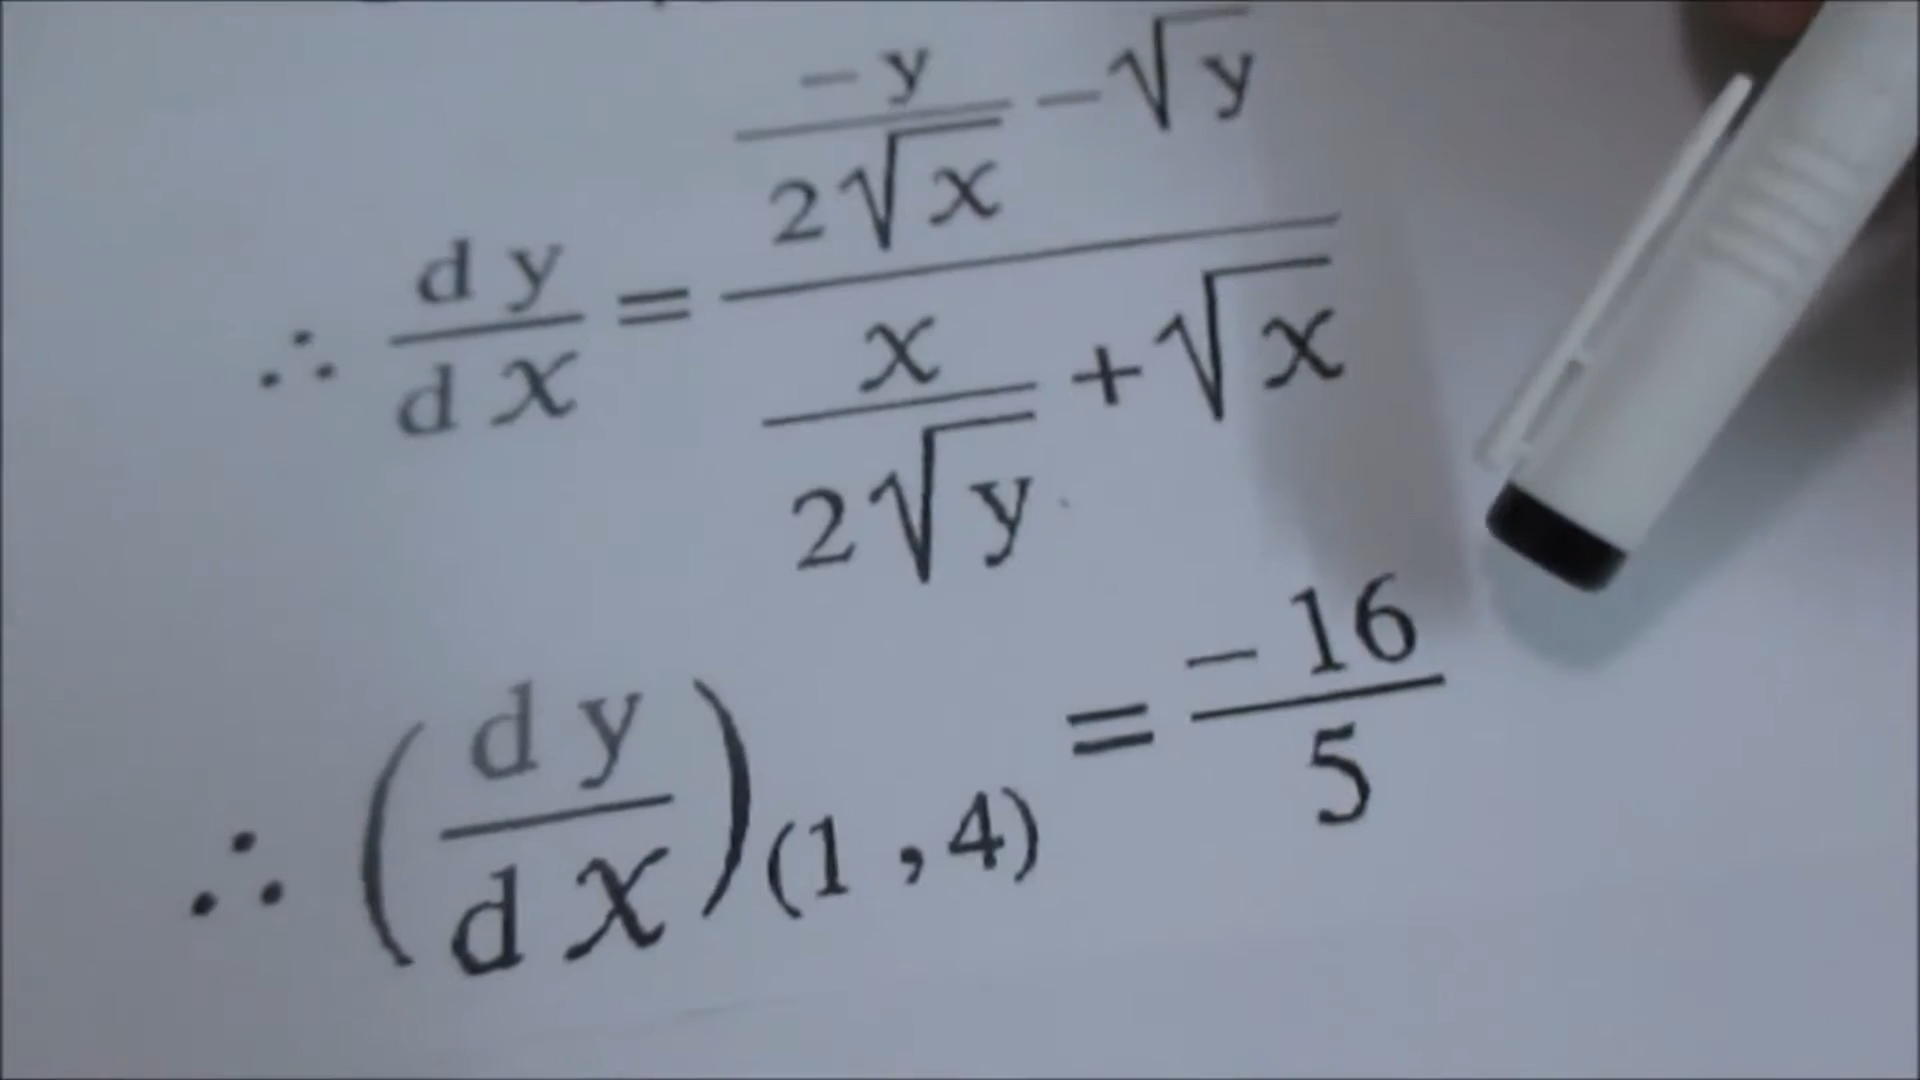 ∴ dy/dx = (-y/(2√x) - √y)/(x/(2√y) + √x)
∴ (dy/dx)(1 , 4) = -16/5